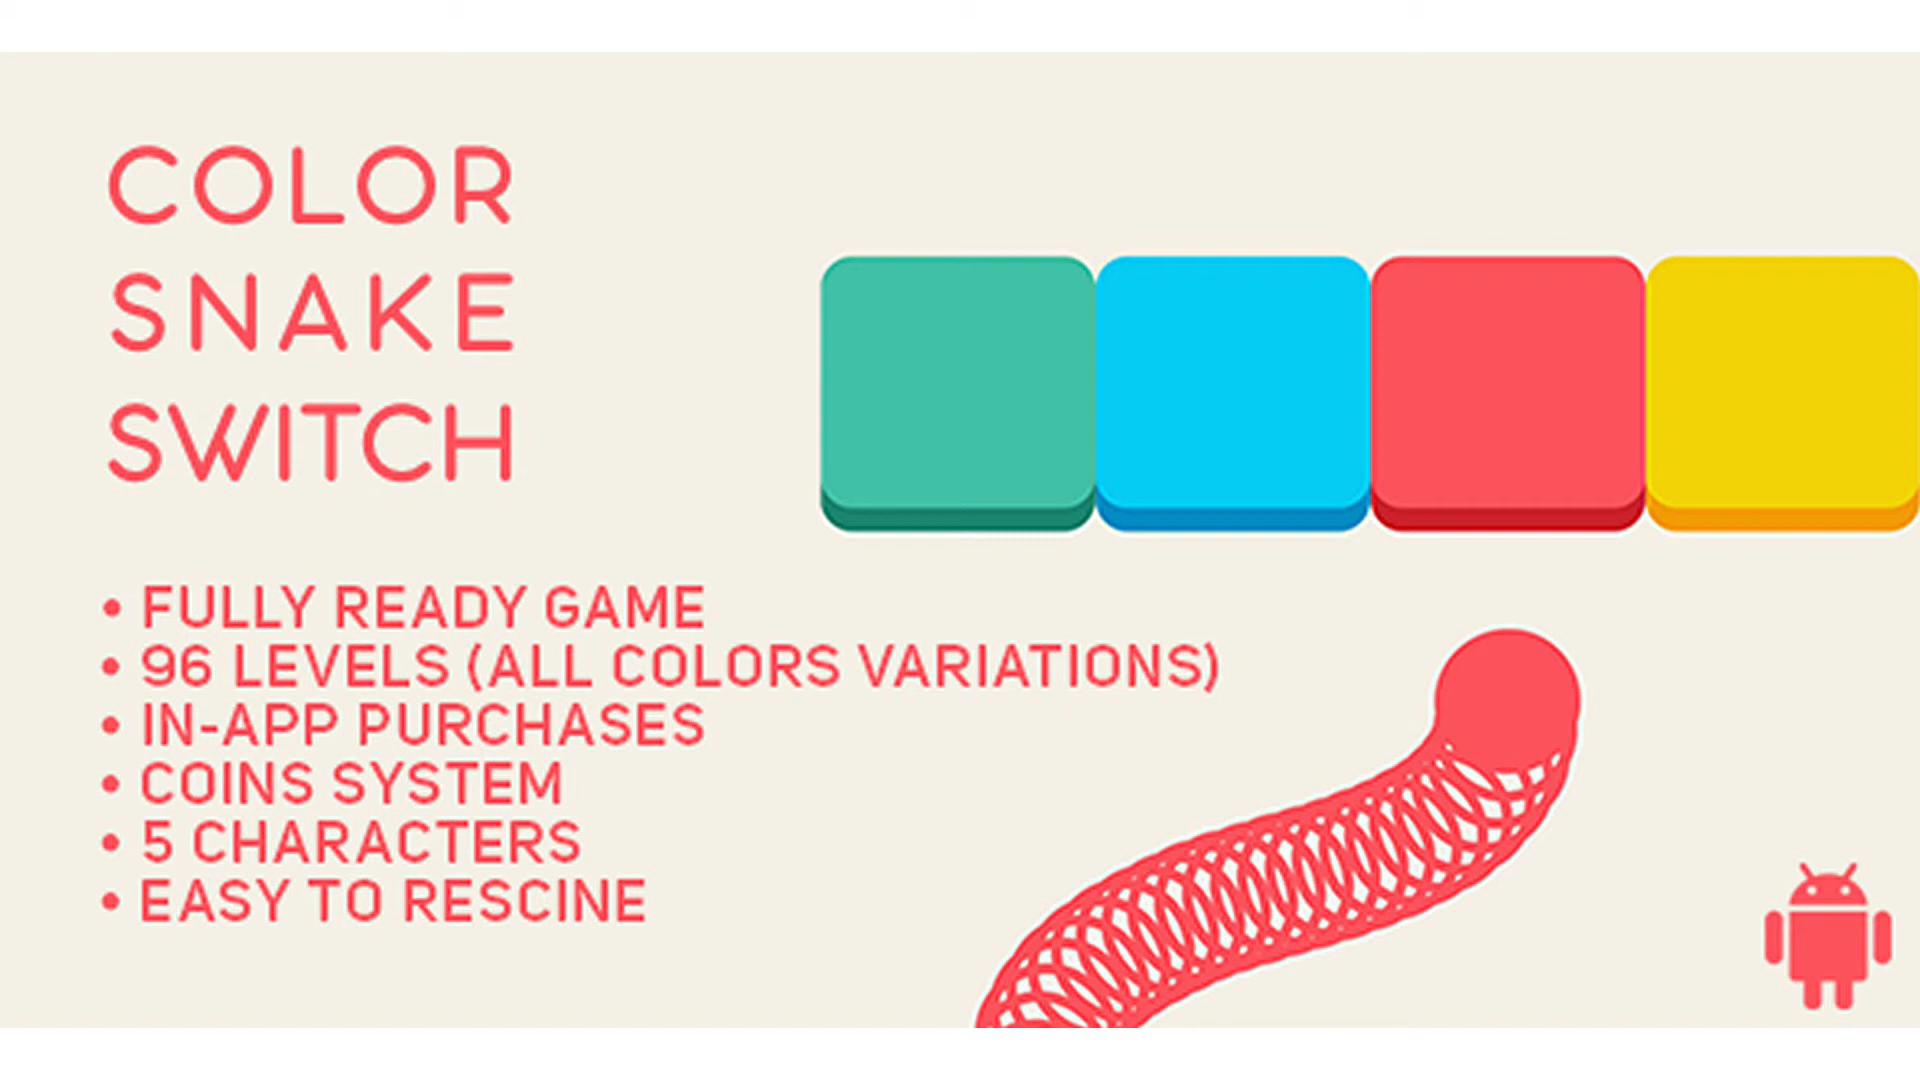 COLOR
SNAKE
SWITCH
• FULLY READY GAME
• 96 LEVELS (ALL COLORS VARIATIONS)
• IN-APP PURCHASES
• COINS SYSTEM
• 5 CHARACTERS
• EASY TO RESCINE